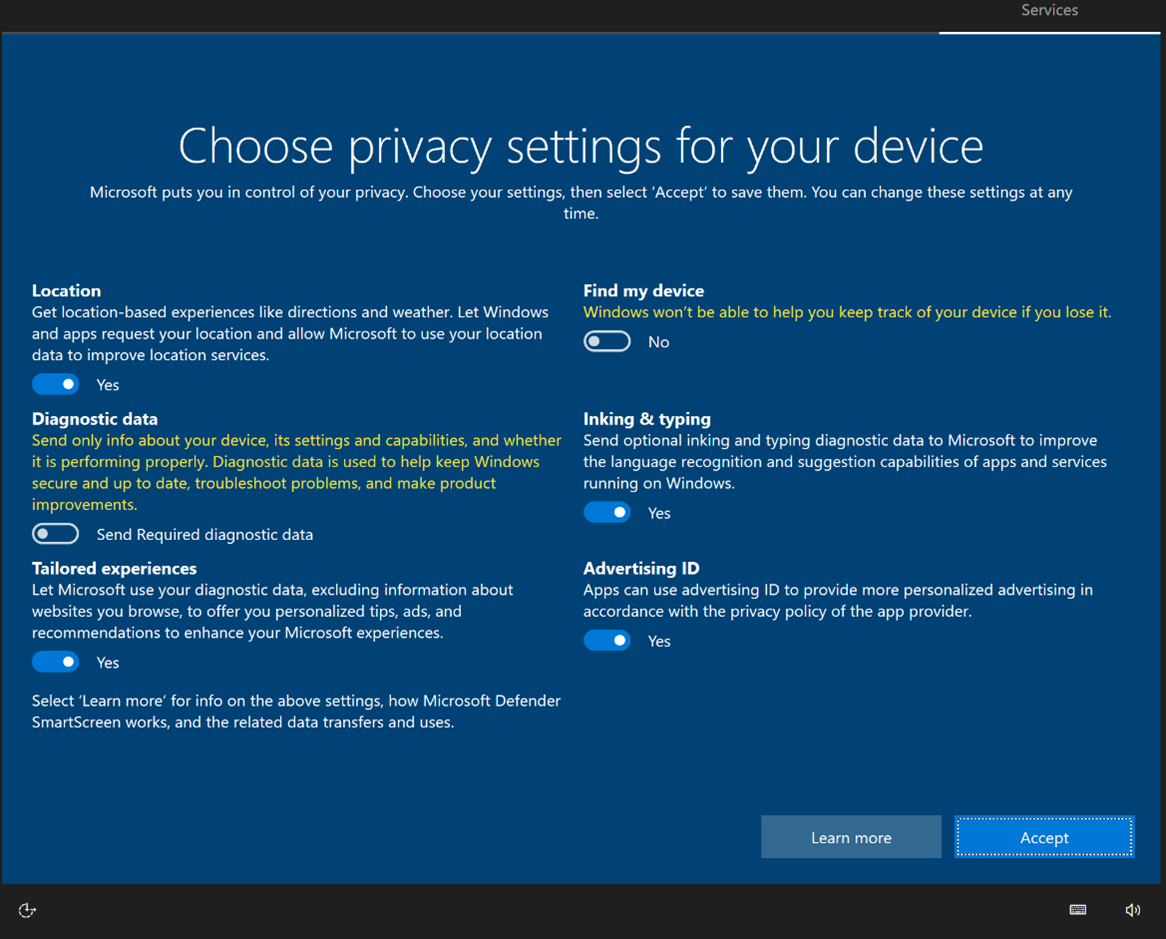 Services
Choose privacy settings for your device
Microsoft puts you in control of your privacy. Choose your settings, then select ‘Accept’ to save them. You can change these settings at any
time.
Location
Get location-based experiences like directions and weather. Let Windows
and apps request your location and allow Microsoft to use your location
data to improve location services.
Yes
Find my device
Windows won’t be able to help you keep track of your device if you lose it.
No
Diagnostic data
Send only info about your device, its settings and capabilities, and whether
it is performing properly. Diagnostic data is used to help keep Windows
secure and up to date, troubleshoot problems, and make product
improvements.
Send Required diagnostic data
Inking & typing
Send optional inking and typing diagnostic data to Microsoft to improve
the language recognition and suggestion capabilities of apps and services
running on Windows.
Yes
Tailored experiences
Let Microsoft use your diagnostic data, excluding information about
websites you browse, to offer you personalized tips, ads, and
recommendations to enhance your Microsoft experiences.
Yes
Advertising ID
Apps can use advertising ID to provide more personalized advertising in
accordance with the privacy policy of the app provider.
Yes
Select ‘Learn more’ for info on the above settings, how Microsoft Defender
SmartScreen works, and the related data transfers and uses.
Learn more
Accept